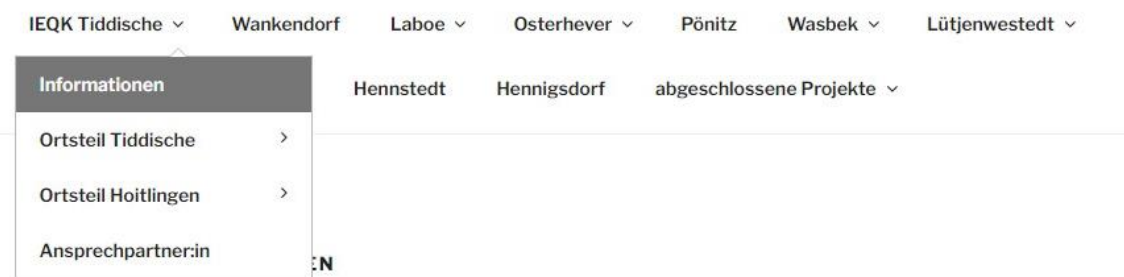 IEQK Tiddische Wankendorf Laboe Osterhever Pönitz Wasbek Lütjenwestedt
Informationen
Hennstedt Hennigsdorf abgeschlossene Projekte
Ortsteil Tiddische
Ortsteil Hoitlingen
Ansprechpartner:in
EN